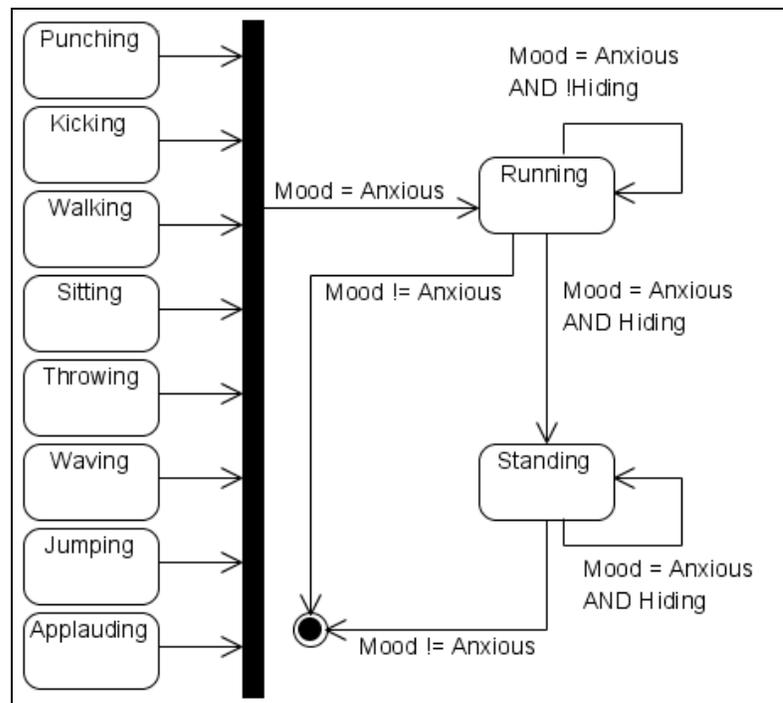 Punching
Kicking
Walking
Sitting
Throwing
Waving
Jumping
Applauding
Mood = Anxious
Mood = Anxious
AND !Hiding
Running
Mood != Anxious
Mood = Anxious
AND Hiding
Standing
Mood = Anxious
AND Hiding
Mood != Anxious